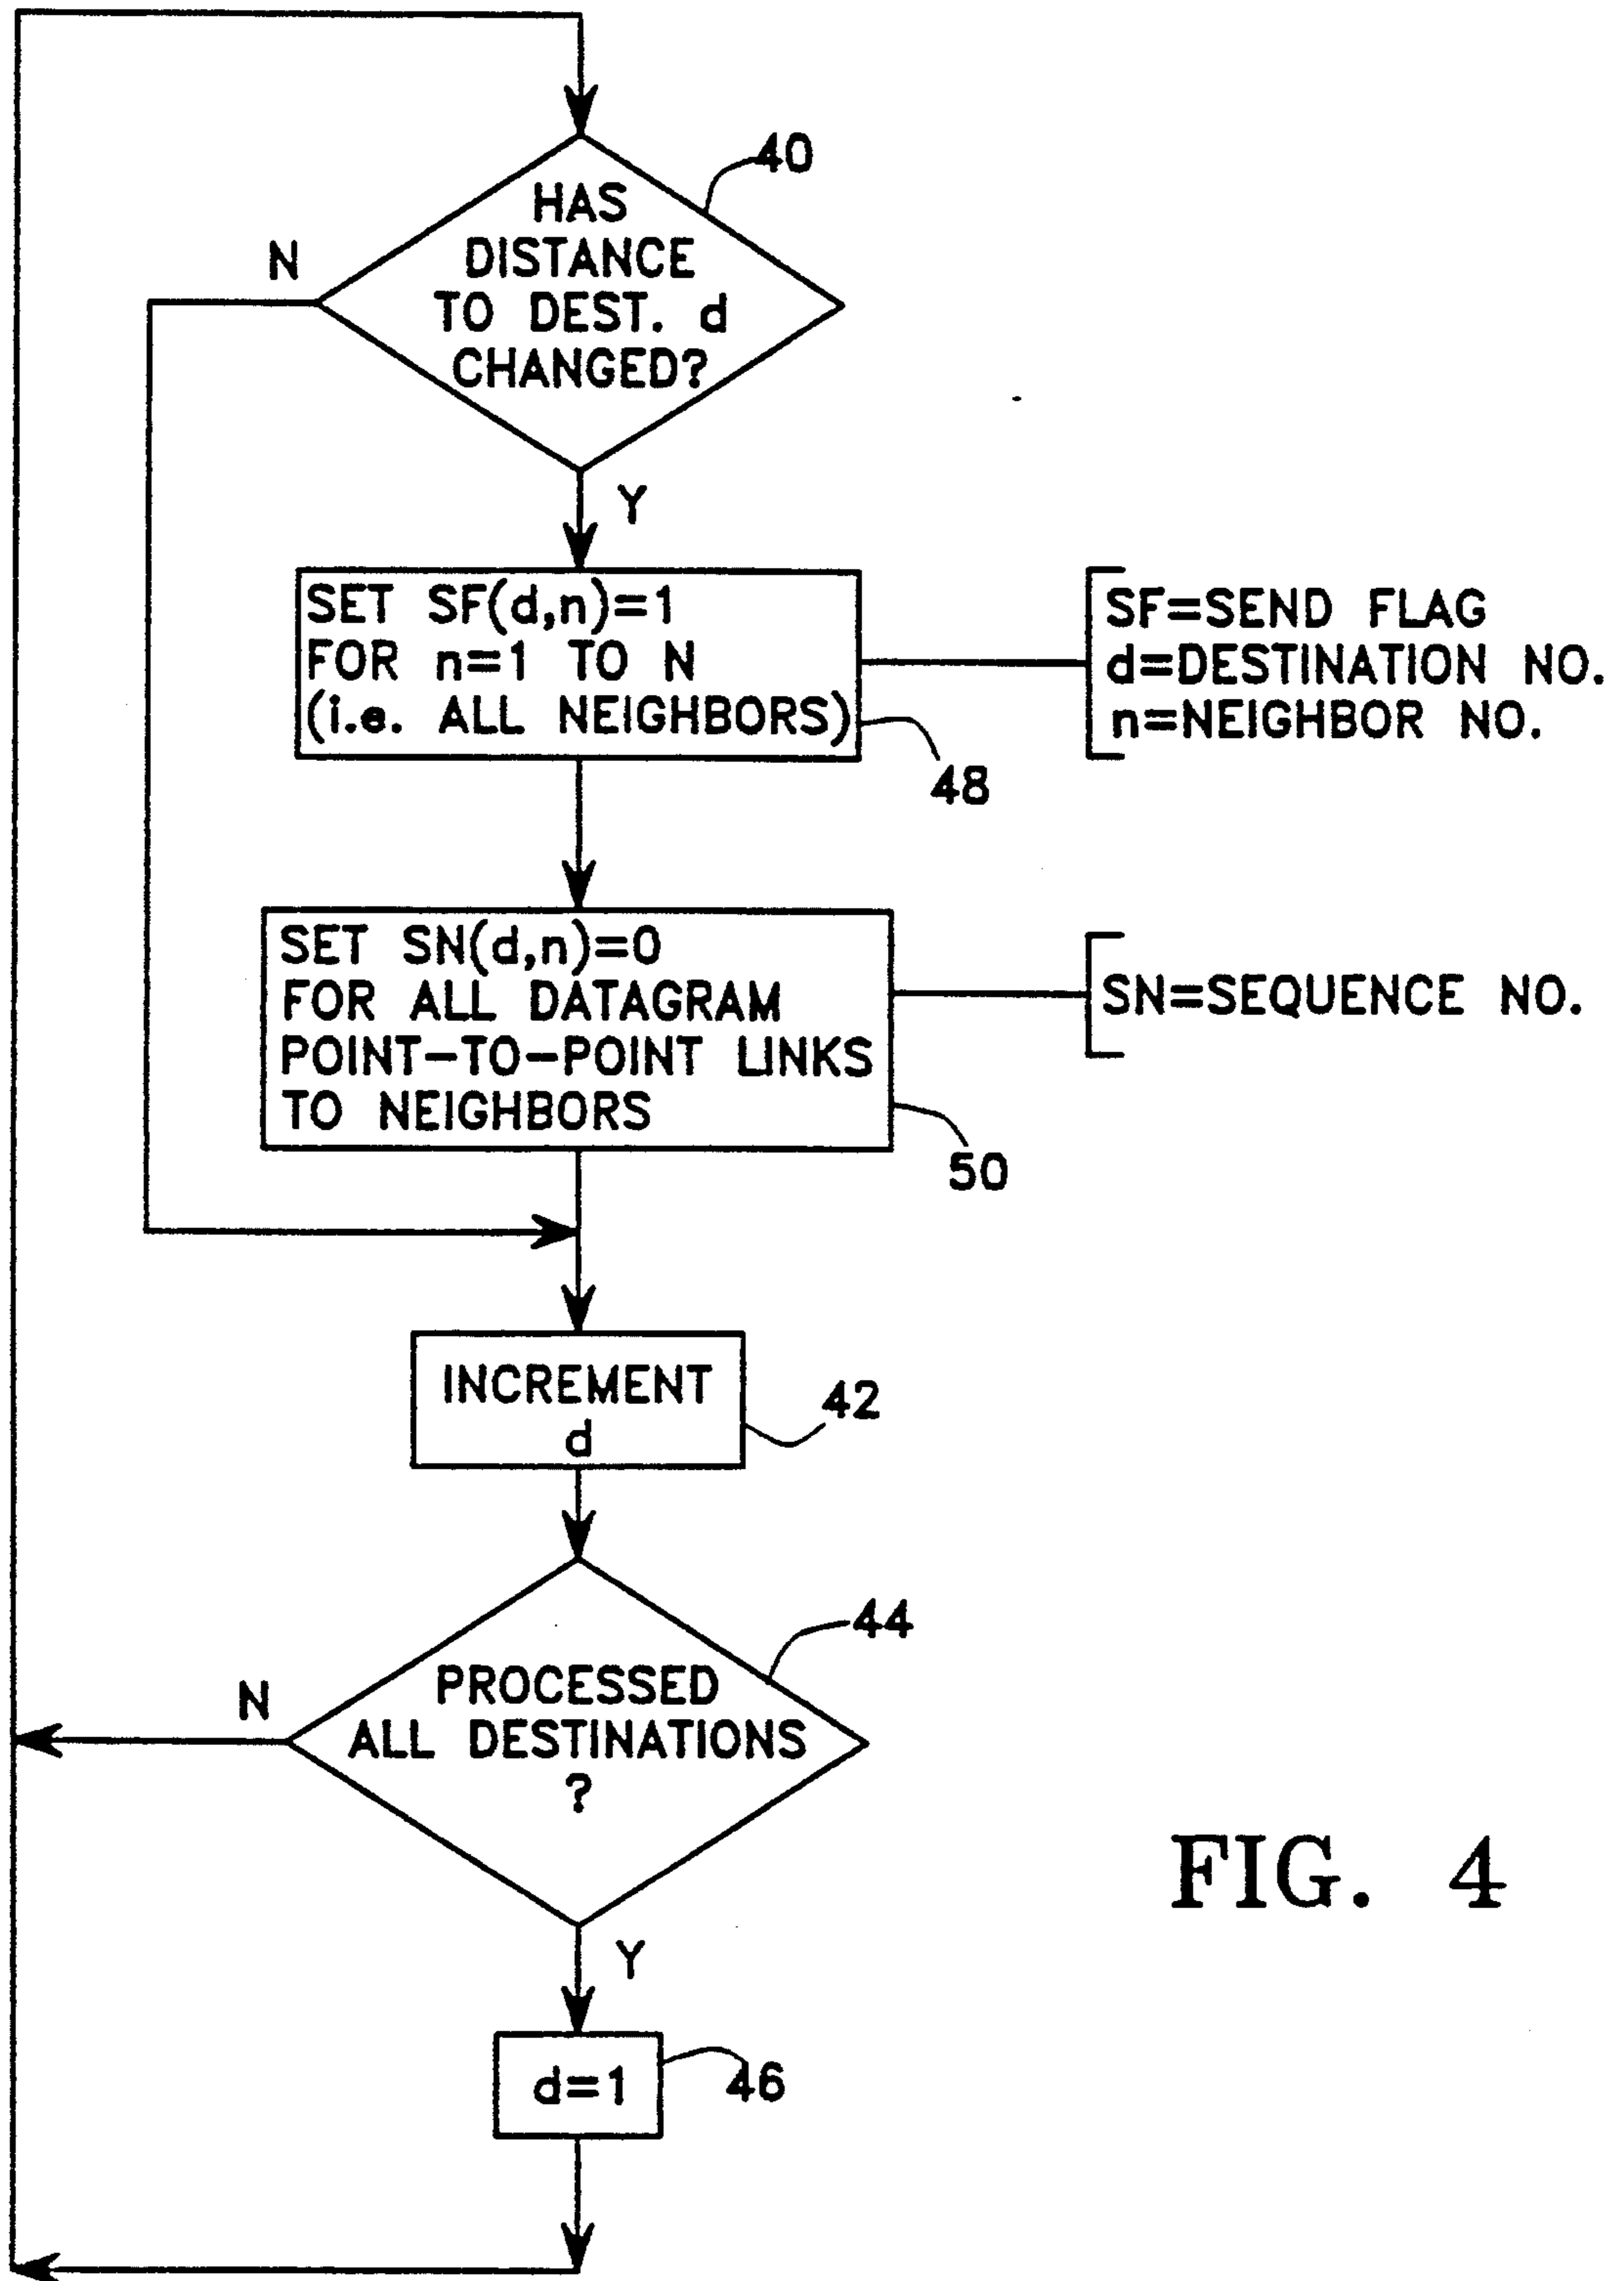 40
HAS
DISTANCE
TO DEST. d
CHANGED?
N
Y
SET SF(d,n)=1
FOR n=1 TO N
(i.e. ALL NEIGHBORS)
48
SF=SEND FLAG
d=DESTINATION NO.
n=NEIGHBOR NO.
SET SN(d,n)=0
FOR ALL DATAGRAM
POINT-TO-POINT LINKS
TO NEIGHBORS
50
SN=SEQUENCE NO.
INCREMENT
d
42
44
PROCESSED
ALL DESTINATIONS
?
N
Y
d=1
46
FIG. 4